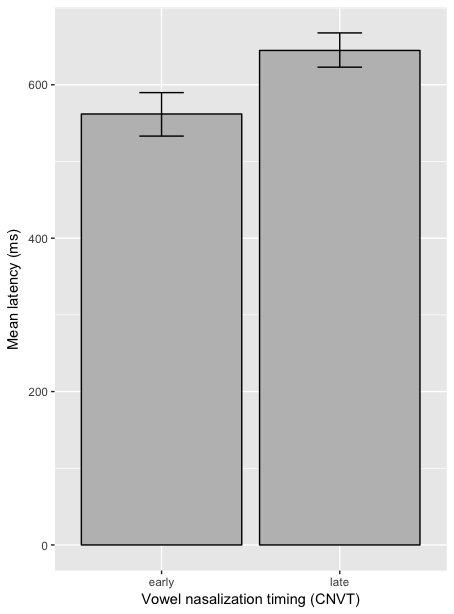 Mean latency (ms)
600
400
200
0
early late
Vowel nasalization timing (CNVT)